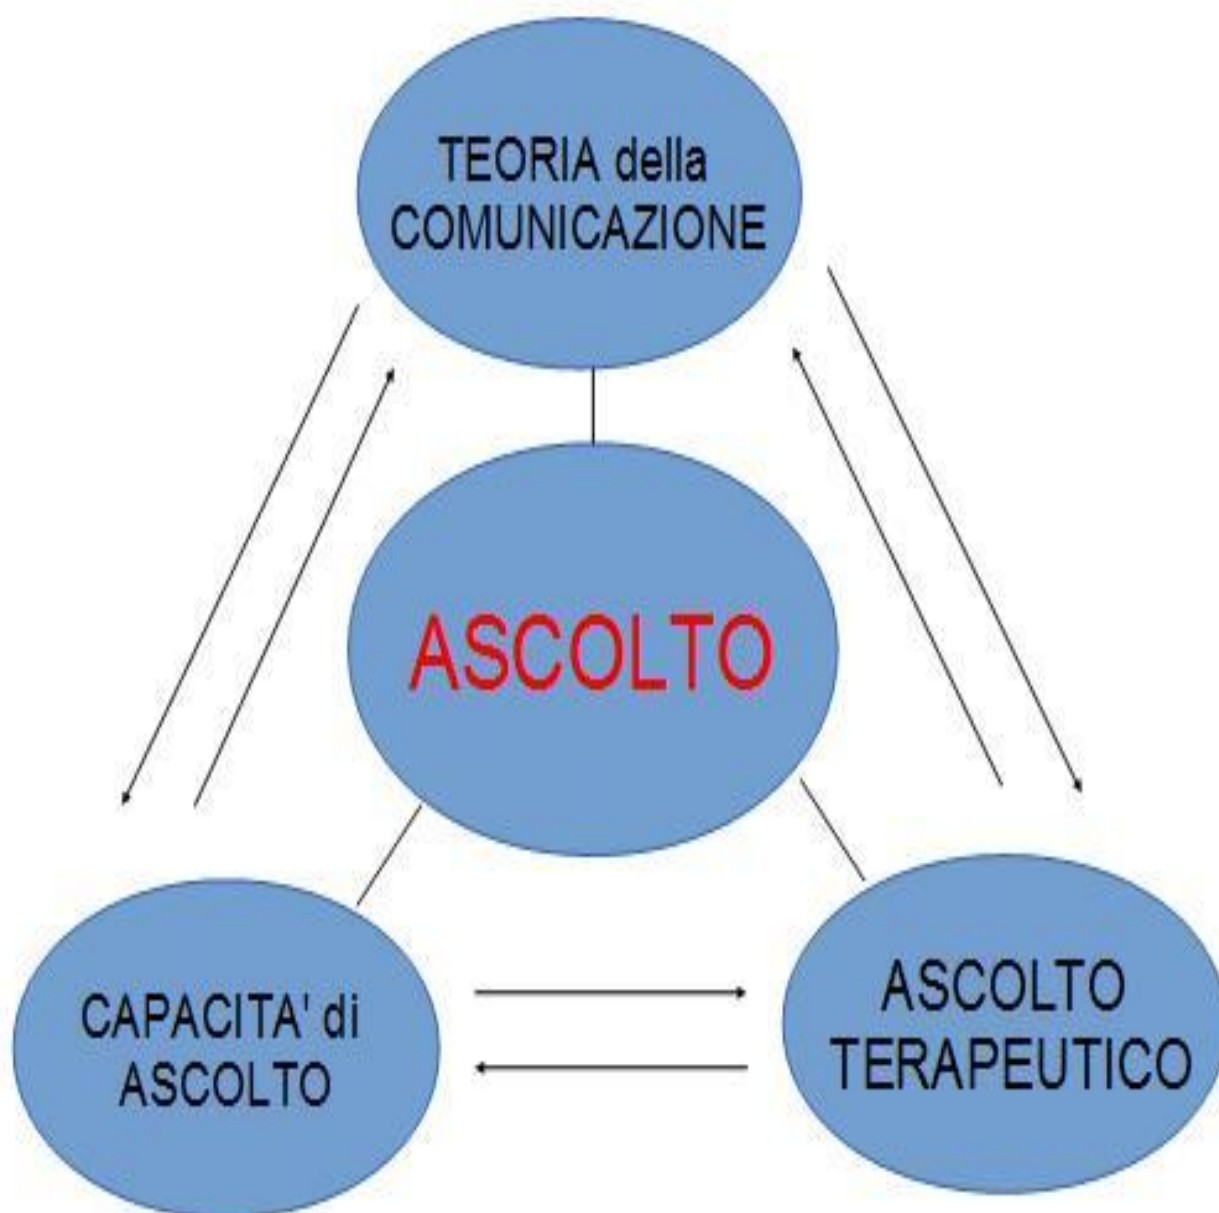 TEORIA della
COMUNICAZIONE
ASCOLTO
CAPACITA' di
ASCOLTO
ASCOLTO
TERAPEUTICO